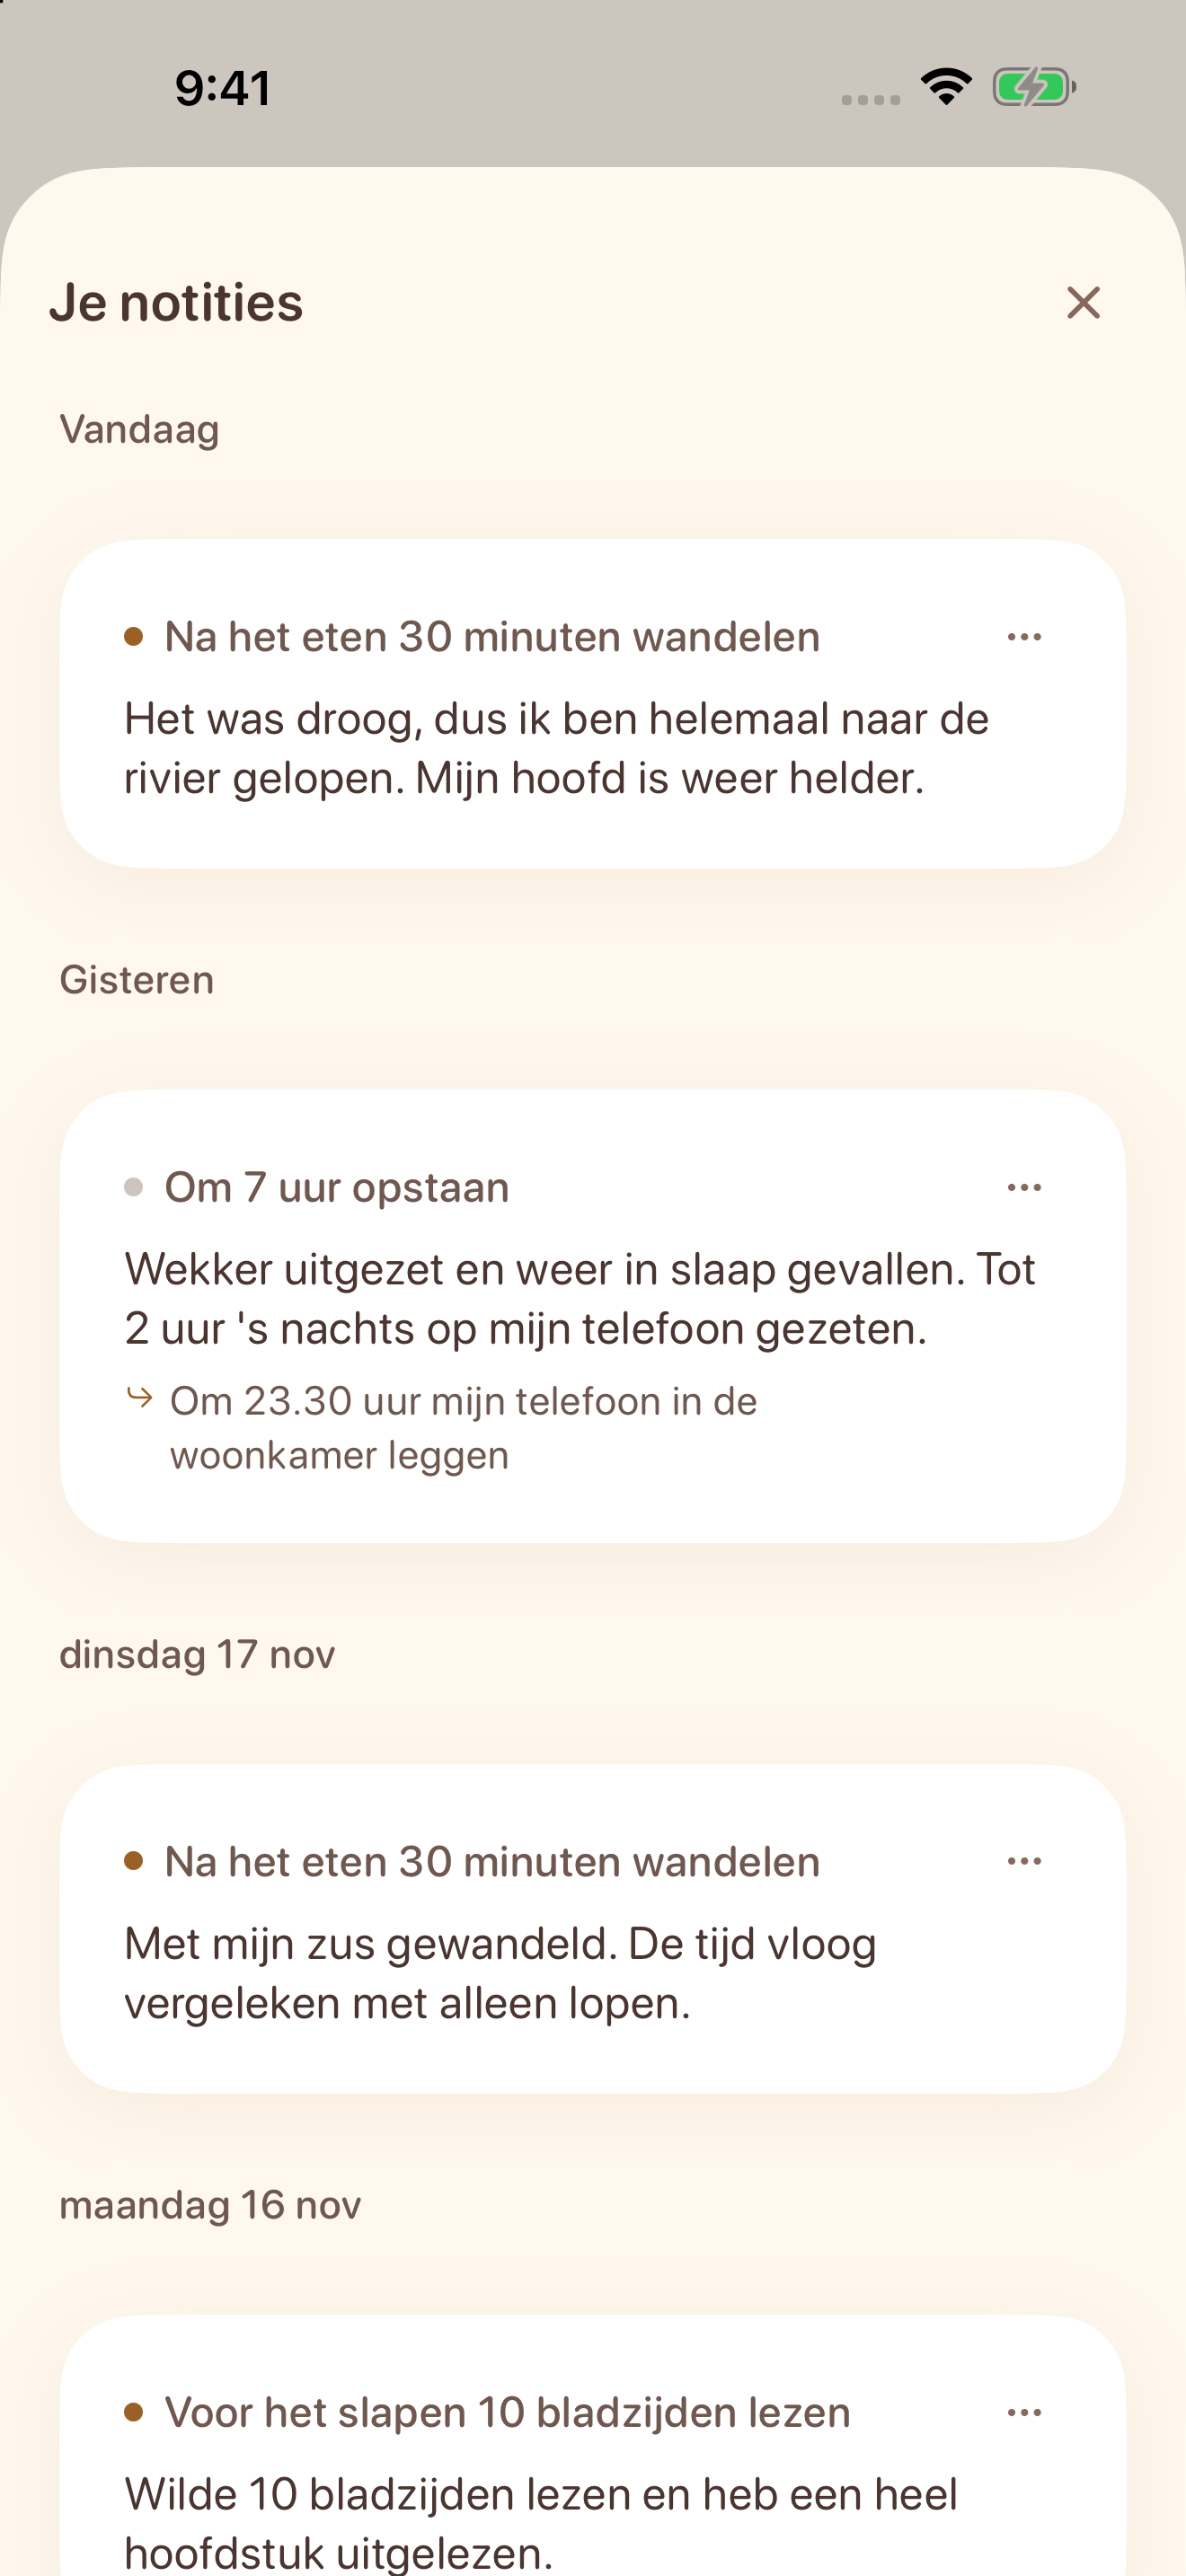 9:41
Je notities
Vandaag
Na het eten 30 minuten wandelen
Het was droog, dus ik ben helemaal naar de
rivier gelopen. Mijn hoofd is weer helder.
Gisteren
Om 7 uur opstaan
Wekker uitgezet en weer in slaap gevallen. Tot
2 uur 's nachts op mijn telefoon gezeten.
Om 23.30 uur mijn telefoon in de
woonkamer leggen
dinsdag 17 nov
Na het eten 30 minuten wandelen
Met mijn zus gewandeld. De tijd vloog
vergeleken met alleen lopen.
maandag 16 nov
Voor het slapen 10 bladzijden lezen
Wilde 10 bladzijden lezen en heb een heel
hoofdstuk uitgelezen.